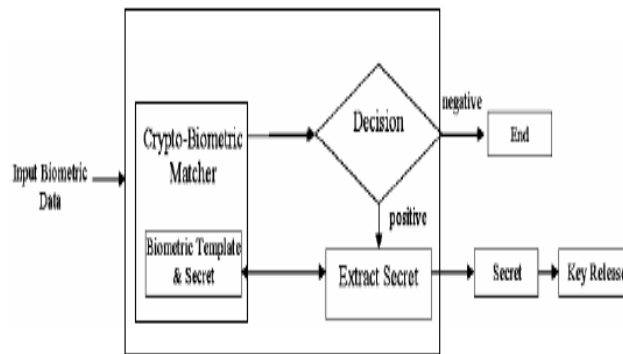 Input Biometric
Data
Crypto-Biometric
Matcher
Biometric Template
& Secret
Decision
negative
End
positive
Extract Secret
Secret
Key Release